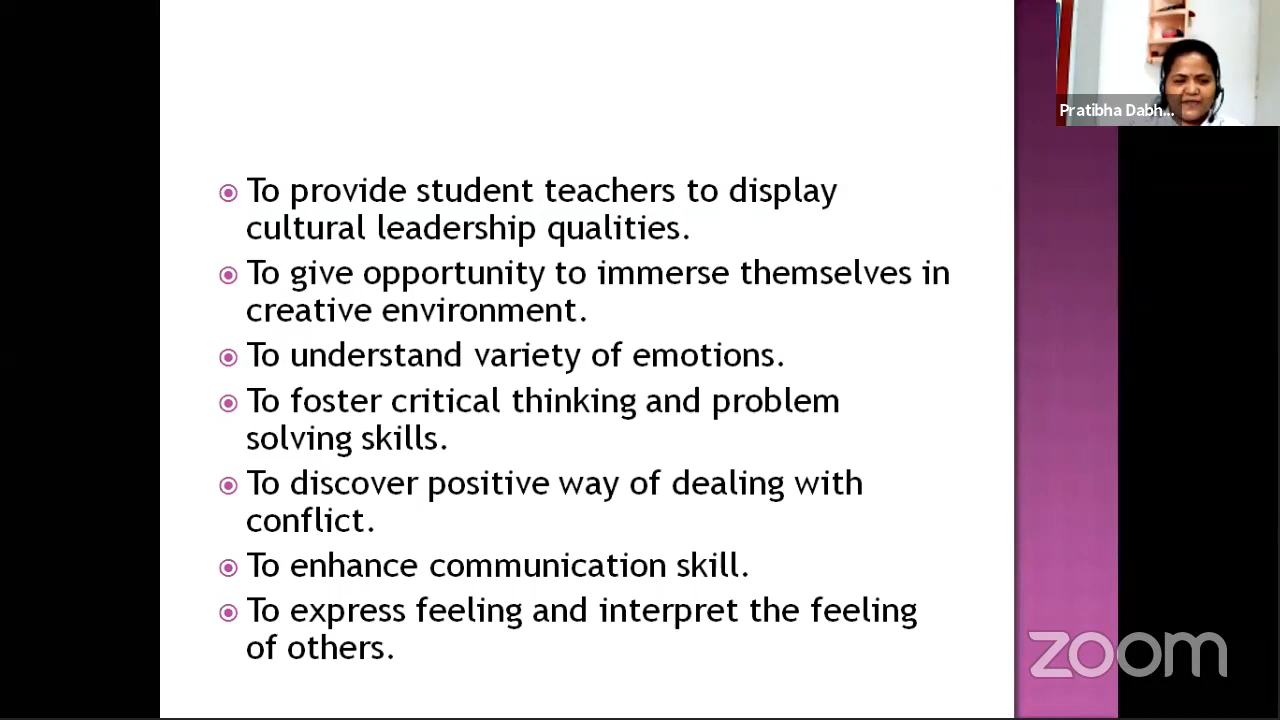 Pratibha Dabh...
To provide student teachers to display
cultural leadership qualities.
To give opportunity to immerse themselves in
creative environment.
To understand variety of emotions.
To foster critical thinking and problem
solving skills.
To discover positive way of dealing with
conflict.
To enhance communication skill.
To express feeling and interpret the feeling
of others.
zoom